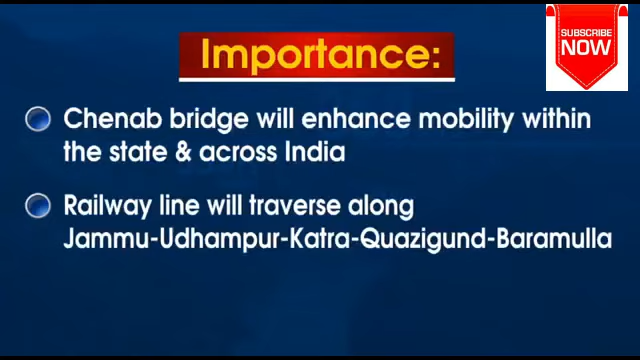 Importance:
SUBSCRIBE
NOW
Chenab bridge will enhance mobility within
the state & across India
Railway line will traverse along
Jammu-Udhampur-Katra-Quazigund-Baramulla